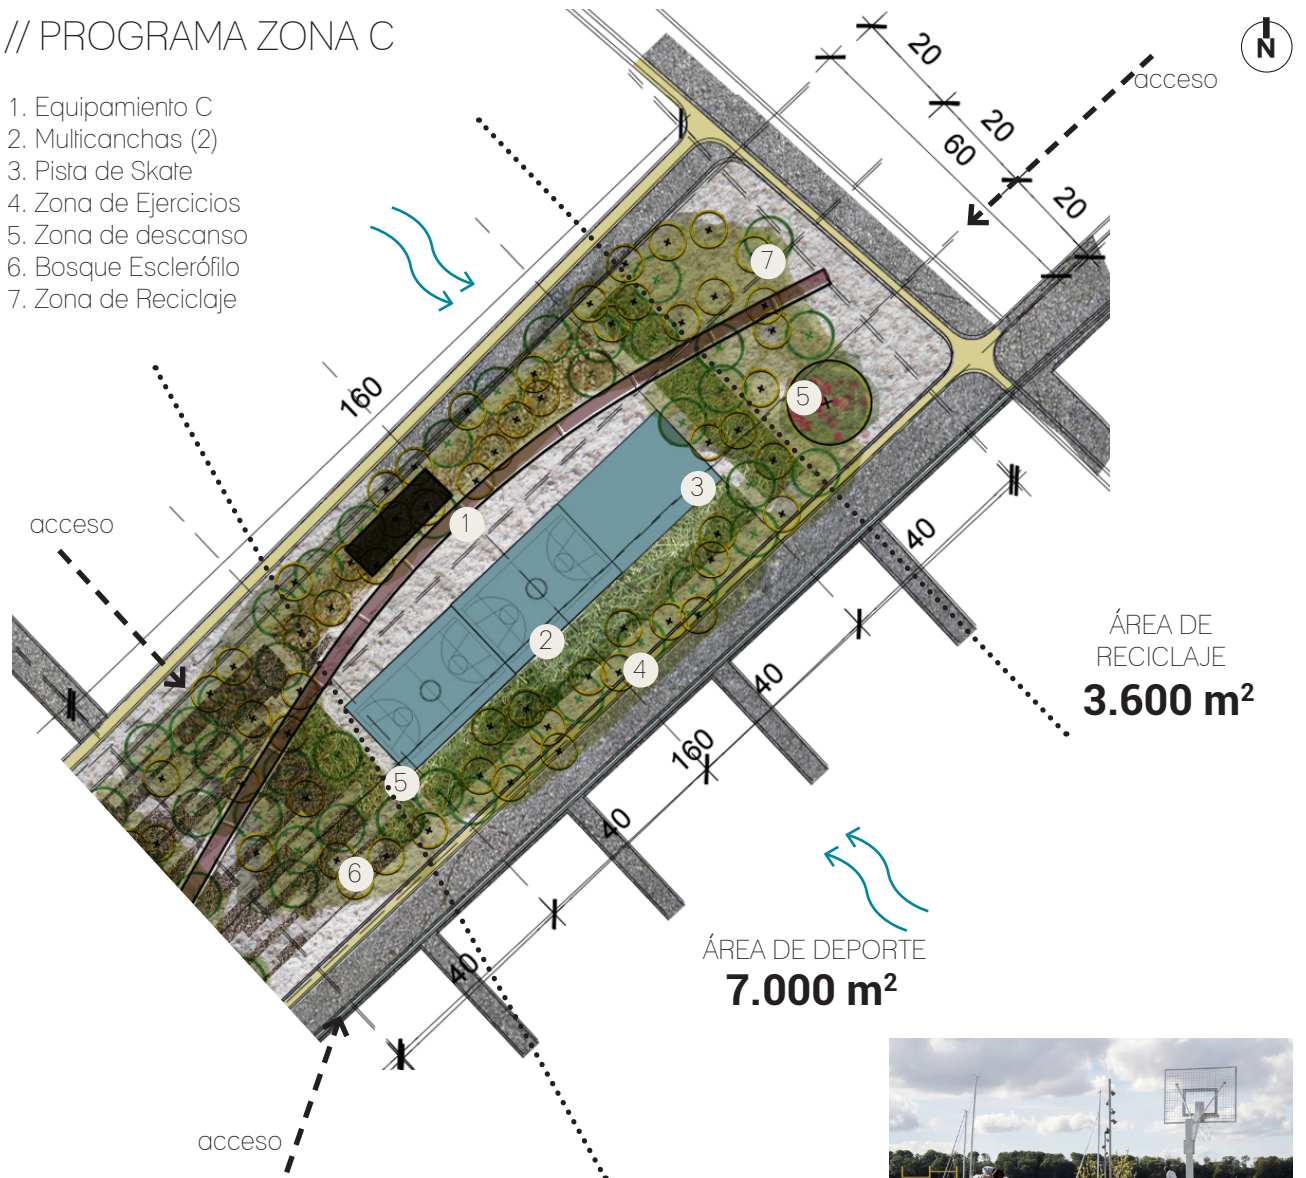 // PROGRAMA ZONA C
1. Equipamiento C
2. Multicanchas (2)
3. Pista de Skate
4. Zona de Ejercicios
5. Zona de descanso
6. Bosque Esclerófilo
7. Zona de Reciclaje
N
acceso
20
20
60
20
7
160
5
3
1
acceso
40
2
4
40
160
5
40
6
40
ÁREA DE
RECICLAJE
3.600 m²
ÁREA DE DEPORTE
7.000 m²
acceso